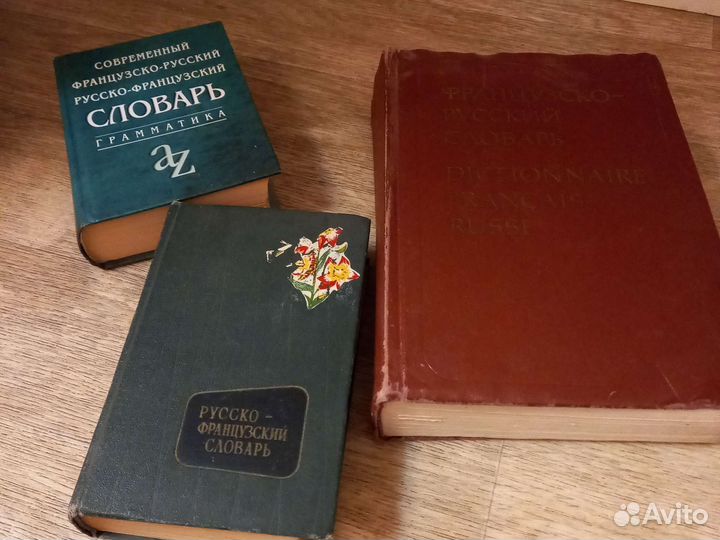 СОВРЕМЕННЫЙ
ФРАНЦУЗСКО-РУССКИЙ
РУССКО-ФРАНЦУЗСКИЙ
СЛОВАРЬ
ГРАММАТИКА
az
ФРАНЦУЗСКО-
РУССКИЙ
СЛОВАРЬ
DICTIONNAIRE
FRANÇAIS-
RUSSE
РУССКО -
ФРАНЦУЗСКИЙ
СЛОВАРЬ
Avito